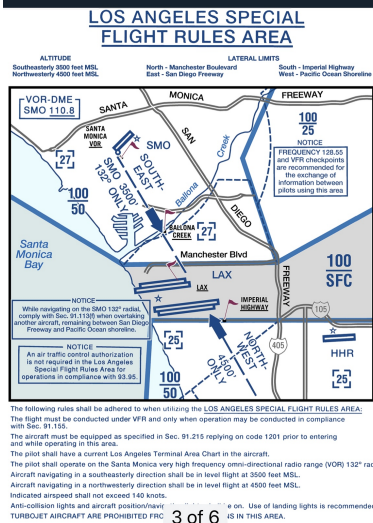 LOS ANGELES SPECIAL
FLIGHT RULES AREA
ALTITUDE
Southeasterly 3500 feet MSL
Northwesterly 4500 feet MSL
LATERAL LIMITS
North - Manchester Boulevard
East - San Diego Freeway
South - Imperial Highway
West - Pacific Ocean Shoreline
VOR-DME
SMO 110.8
SANTA MONICA FREEWAY
SANTA
MONICA
VOR
SMO
27
SAN DIEGO FREEWAY
Creek
Ballona
100
25
NOTICE
FREQUENCY 128.55
and VFR checkpoints
are recommended for
the exchange of
information between
pilots using this area
SOUTH-
EAST
3500'
ONLY
SMO
132°
100
50
BALLONA
CREEK
27
Santa
Monica
Bay
Manchester Blvd
LAX
LAX
100
SFC
IMPERIAL
HIGHWAY
105
NOTICE
While navigating on the SMO 132° radial,
comply with Sec. 91.113(f) when overtaking
another aircraft, remaining between San Diego
Freeway and Pacific Ocean shoreline.
NOTICE
An air traffic control authorization
is not required in the Los Angeles
Special Flight Rules Area for
operations in compliance with 93.95.
25
NORTH-
WEST
4500'
ONLY
405
HHR
25
100
50
The following rules shall be adhered to when utilizing the LOS ANGELES SPECIAL FLIGHT RULES AREA:
The flight must be conducted under VFR and only when operation may be conducted in compliance
with Sec. 91.155.
The aircraft must be equipped as specified in Sec. 91.215 replying on code 1201 prior to entering
and while operating in this area.
The pilot shall have a current Los Angeles Terminal Area Chart in the aircraft.
The pilot shall operate on the Santa Monica very high frequency omni-directional radio range (VOR) 132° ra
Aircraft navigating in a southeasterly direction shall be in level flight at 3500 feet MSL.
Aircraft navigating in a northwesterly direction shall be in level flight at 4500 feet MSL.
Indicated airspeed shall not exceed 140 knots.
Anti-collision lights and aircraft position/navig on. Use of landing lights is recommende
TURBOJET AIRCRAFT ARE PROHIBITED IN THIS AREA.
3 of 6